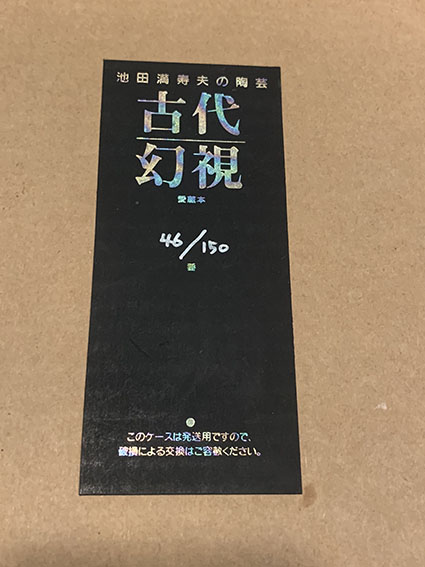 池田満寿夫の陶芸
古代
幻視
愛蔵本
46/150
このケースは発送用ですので、
破損による交換はご容赦ください。